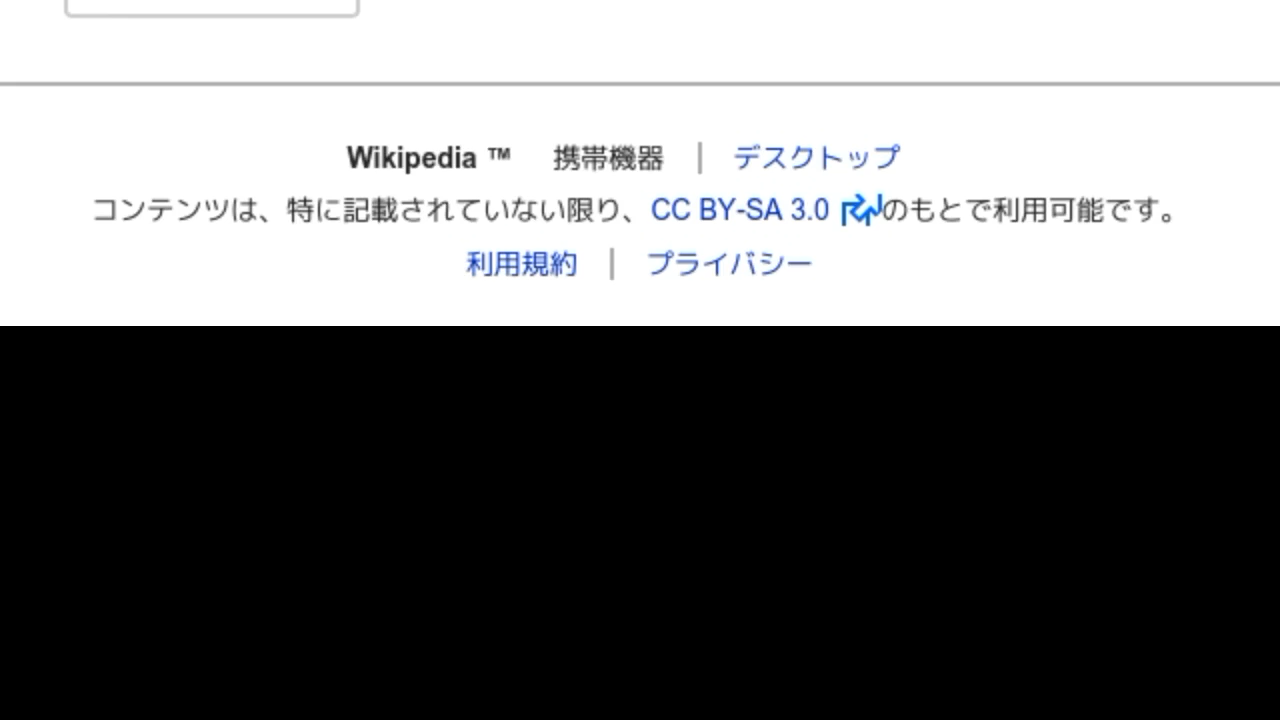 Wikipedia ™ 携帯機器 | デスクトップ
コンテンツは、特に記載されていない限り、CC BY-SA 3.0 のもとで利用可能です。
利用規約 | プライバシー